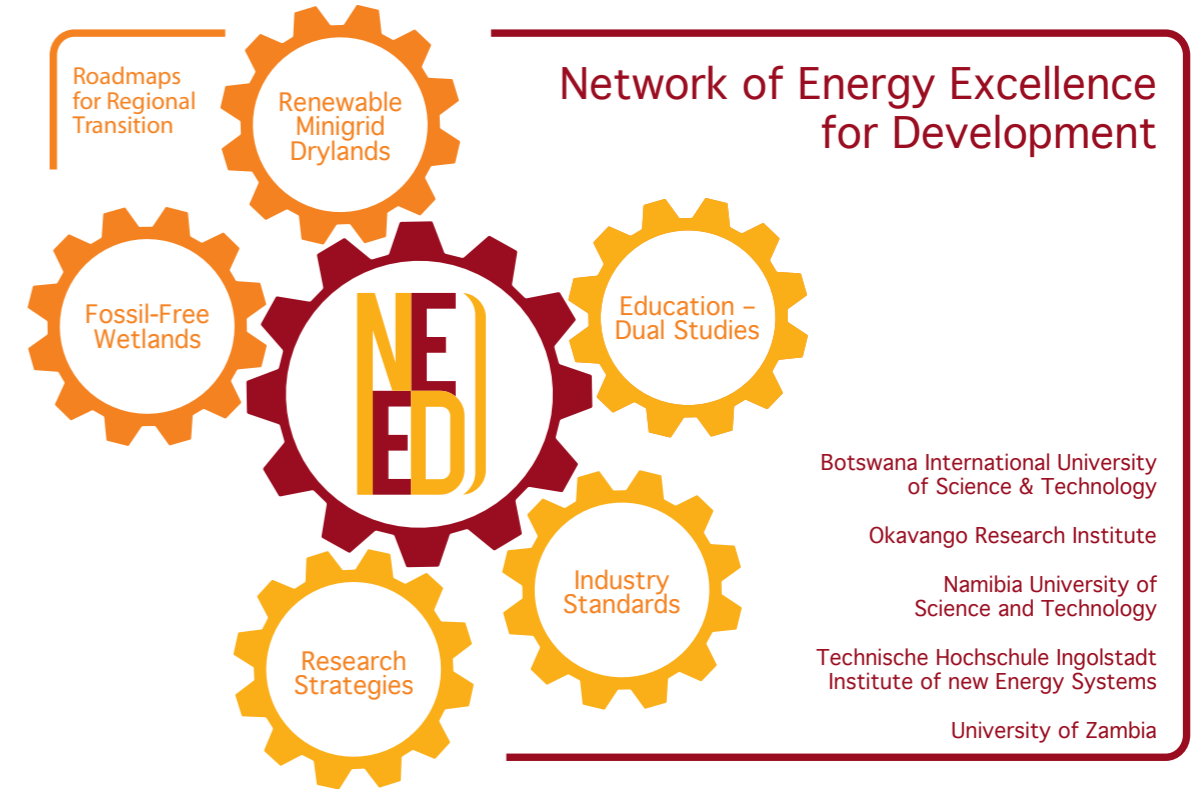 Network of Energy Excellence
for Development
Roadmaps
for Regional
Transition
Renewable
Minigrid
Drylands
Fossil-Free
Wetlands
NE
ED
Education –
Dual Studies
Industry
Standards
Research
Strategies
Botswana International University
of Science & Technology
Okavango Research Institute
Namibia University of
Science and Technology
Technische Hochschule Ingolstadt
Institute of new Energy Systems
University of Zambia